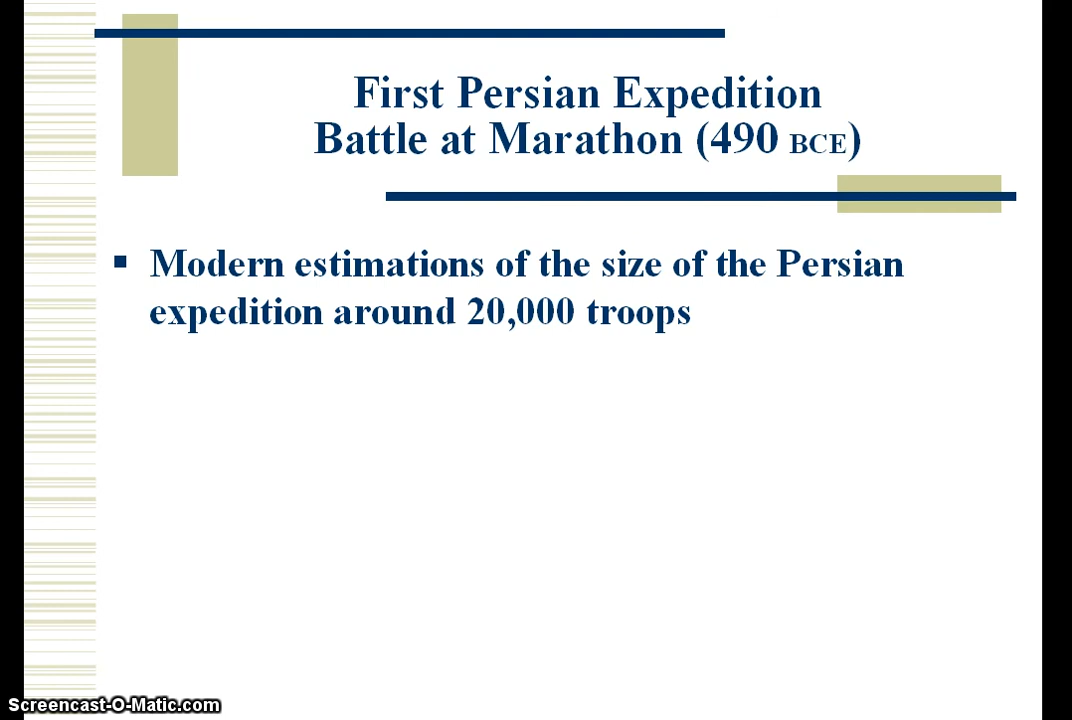 First Persian Expedition
Battle at Marathon (490 BCE)
▪ Modern estimations of the size of the Persian
expedition around 20,000 troops
Screencast-O-Matic.com